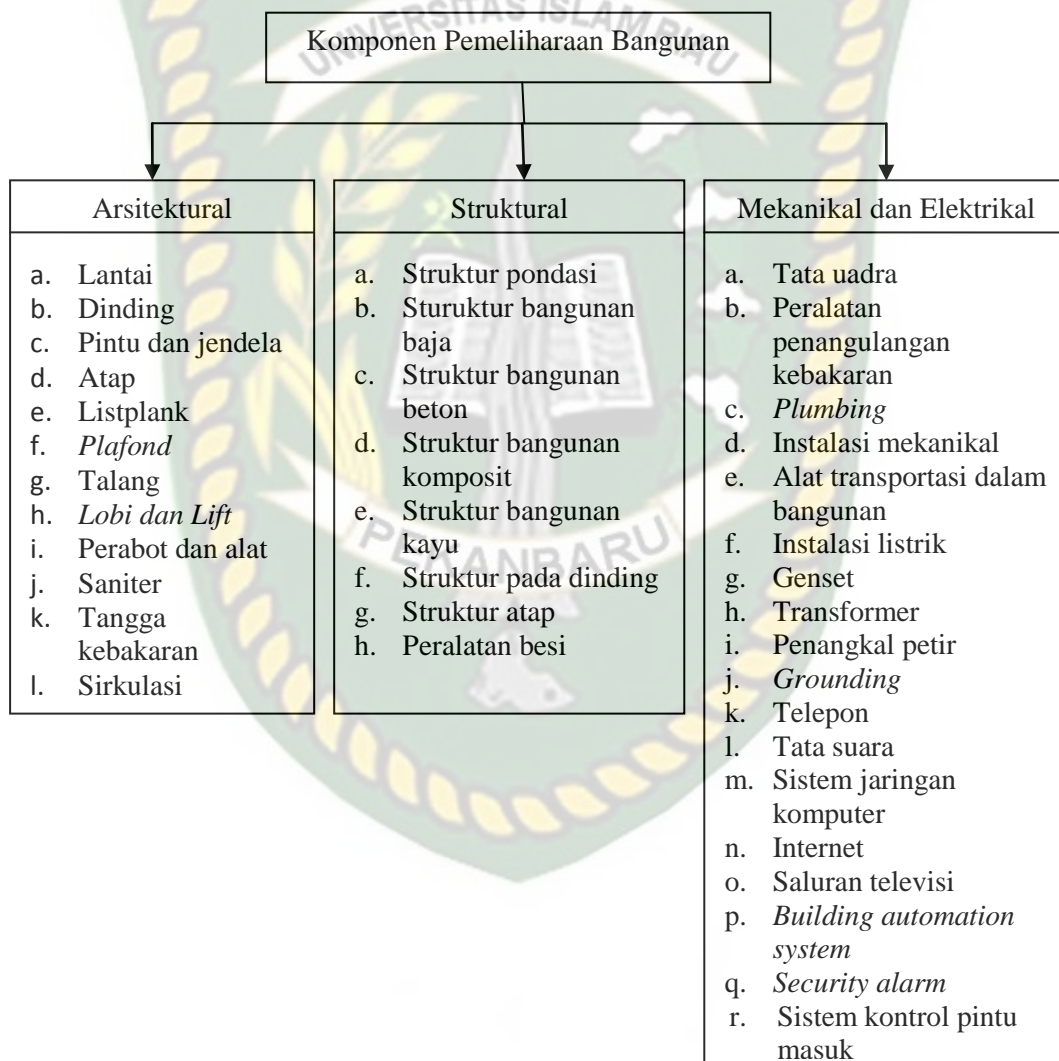 UNIVERSITAS ISLAM RIAU
Komponen Pemeliharaan Bangunan
Arsitektural
a. Lantai
b. Dinding
c. Pintu dan jendela
d. Atap
e. Listplank
f. Plafond
g. Talang
h. Lobi dan Lift
i. Perabot dan alat
j. Saniter
k. Tangga
kebakaran
l. Sirkulasi
Struktural
a. Struktur pondasi
b. Sturuktur bangunan
baja
c. Struktur bangunan
beton
d. Struktur bangunan
komposit
e. Struktur bangunan
kayu
f. Struktur pada dinding
g. Struktur atap
h. Peralatan besi
PEKANBARU
Mekanikal dan Elektrikal
a. Tata uadra
b. Peralatan
penangulangan
kebakaran
c. Plumbing
d. Instalasi mekanikal
e. Alat transportasi dalam
bangunan
f. Instalasi listrik
g. Genset
h. Transformer
i. Penangkal petir
j. Grounding
k. Telepon
l. Tata suara
m. Sistem jaringan
komputer
n. Internet
o. Saluran televisi
p. Building automation
system
q. Security alarm
r. Sistem kontrol pintu
masuk